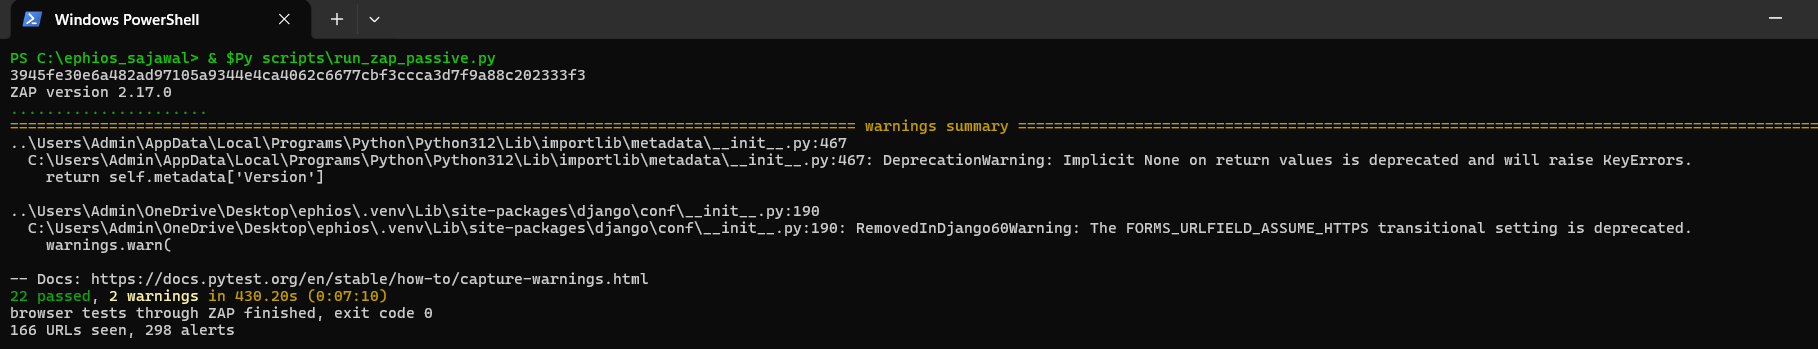 Windows PowerShell
PS C:\ephios_sajawal> & $Py scripts\run_zap_passive.py
3945fe30e6a482ad97105a9344e4ca4062c6677cbf3ccca3d7f9a88c202333f3
ZAP version 2.17.0
......................
============================================================================================== warnings summary =========================================================================================
..\Users\Admin\AppData\Local\Programs\Python\Python312\Lib\importlib\metadata\__init__.py:467
  C:\Users\Admin\AppData\Local\Programs\Python\Python312\Lib\importlib\metadata\__init__.py:467: DeprecationWarning: Implicit None on return values is deprecated and will raise KeyErrors.
    return self.metadata['Version']
..\Users\Admin\OneDrive\Desktop\ephios\.venv\Lib\site-packages\django\conf\__init__.py:190
  C:\Users\Admin\OneDrive\Desktop\ephios\.venv\Lib\site-packages\django\conf\__init__.py:190: RemovedInDjango60Warning: The FORMS_URLFIELD_ASSUME_HTTPS transitional setting is deprecated.
    warnings.warn(
-- Docs: https://docs.pytest.org/en/stable/how-to/capture-warnings.html
22 passed, 2 warnings in 430.20s (0:07:10)
browser tests through ZAP finished, exit code 0
166 URLs seen, 298 alerts